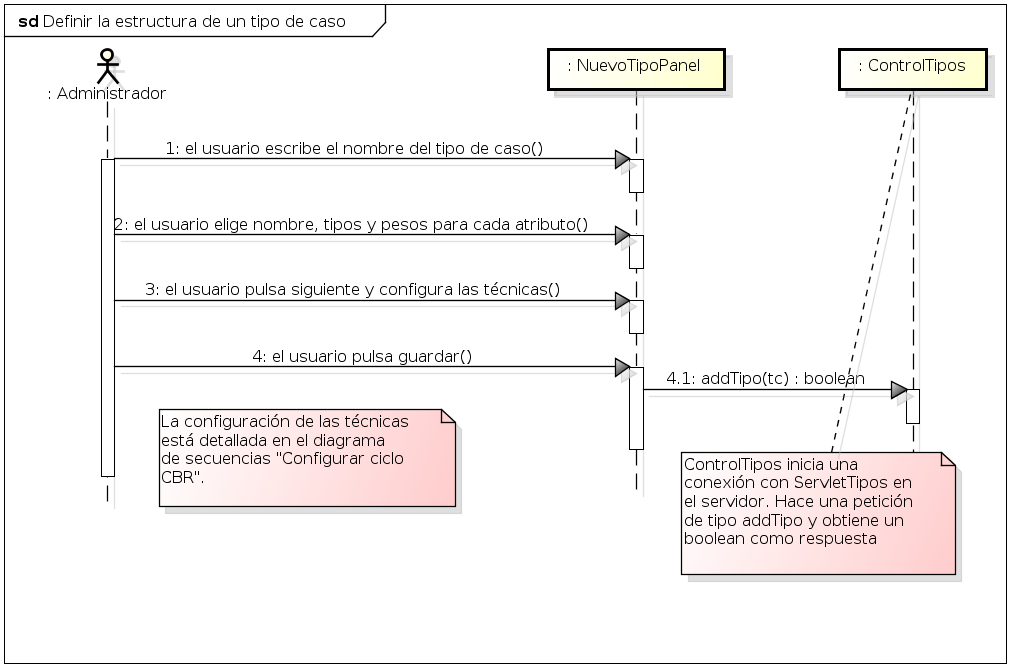 sd Definir la estructura de un tipo de caso
: Administrador
: NuevoTipoPanel
: ControlTipos
1: el usuario escribe el nombre del tipo de caso()
2: el usuario elige nombre, tipos y pesos para cada atributo()
3: el usuario pulsa siguiente y configura las técnicas()
4: el usuario pulsa guardar()
4.1: addTipo(tc) : boolean
La configuración de las técnicas
está detallada en el diagrama
de secuencias "Configurar ciclo
CBR".
ControlTipos inicia una
conexión con ServletTipos en
el servidor. Hace una petición
de tipo addTipo y obtiene un
boolean como respuesta